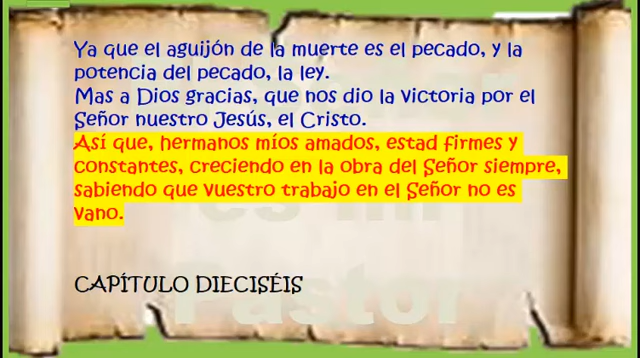 Ya que el aguijón de la muerte es el pecado, y la
potencia del pecado, la ley.
Mas a Dios gracias, que nos dio la victoria por el
Señor nuestro Jesús, el Cristo.
Así que, hermanos míos amados, estad firmes y
constantes, creciendo en la obra del Señor siempre,
sabiendo que vuestro trabajo en el Señor no es
vano.
CAPÍTULO DIECISÉIS
es mi
Pastor